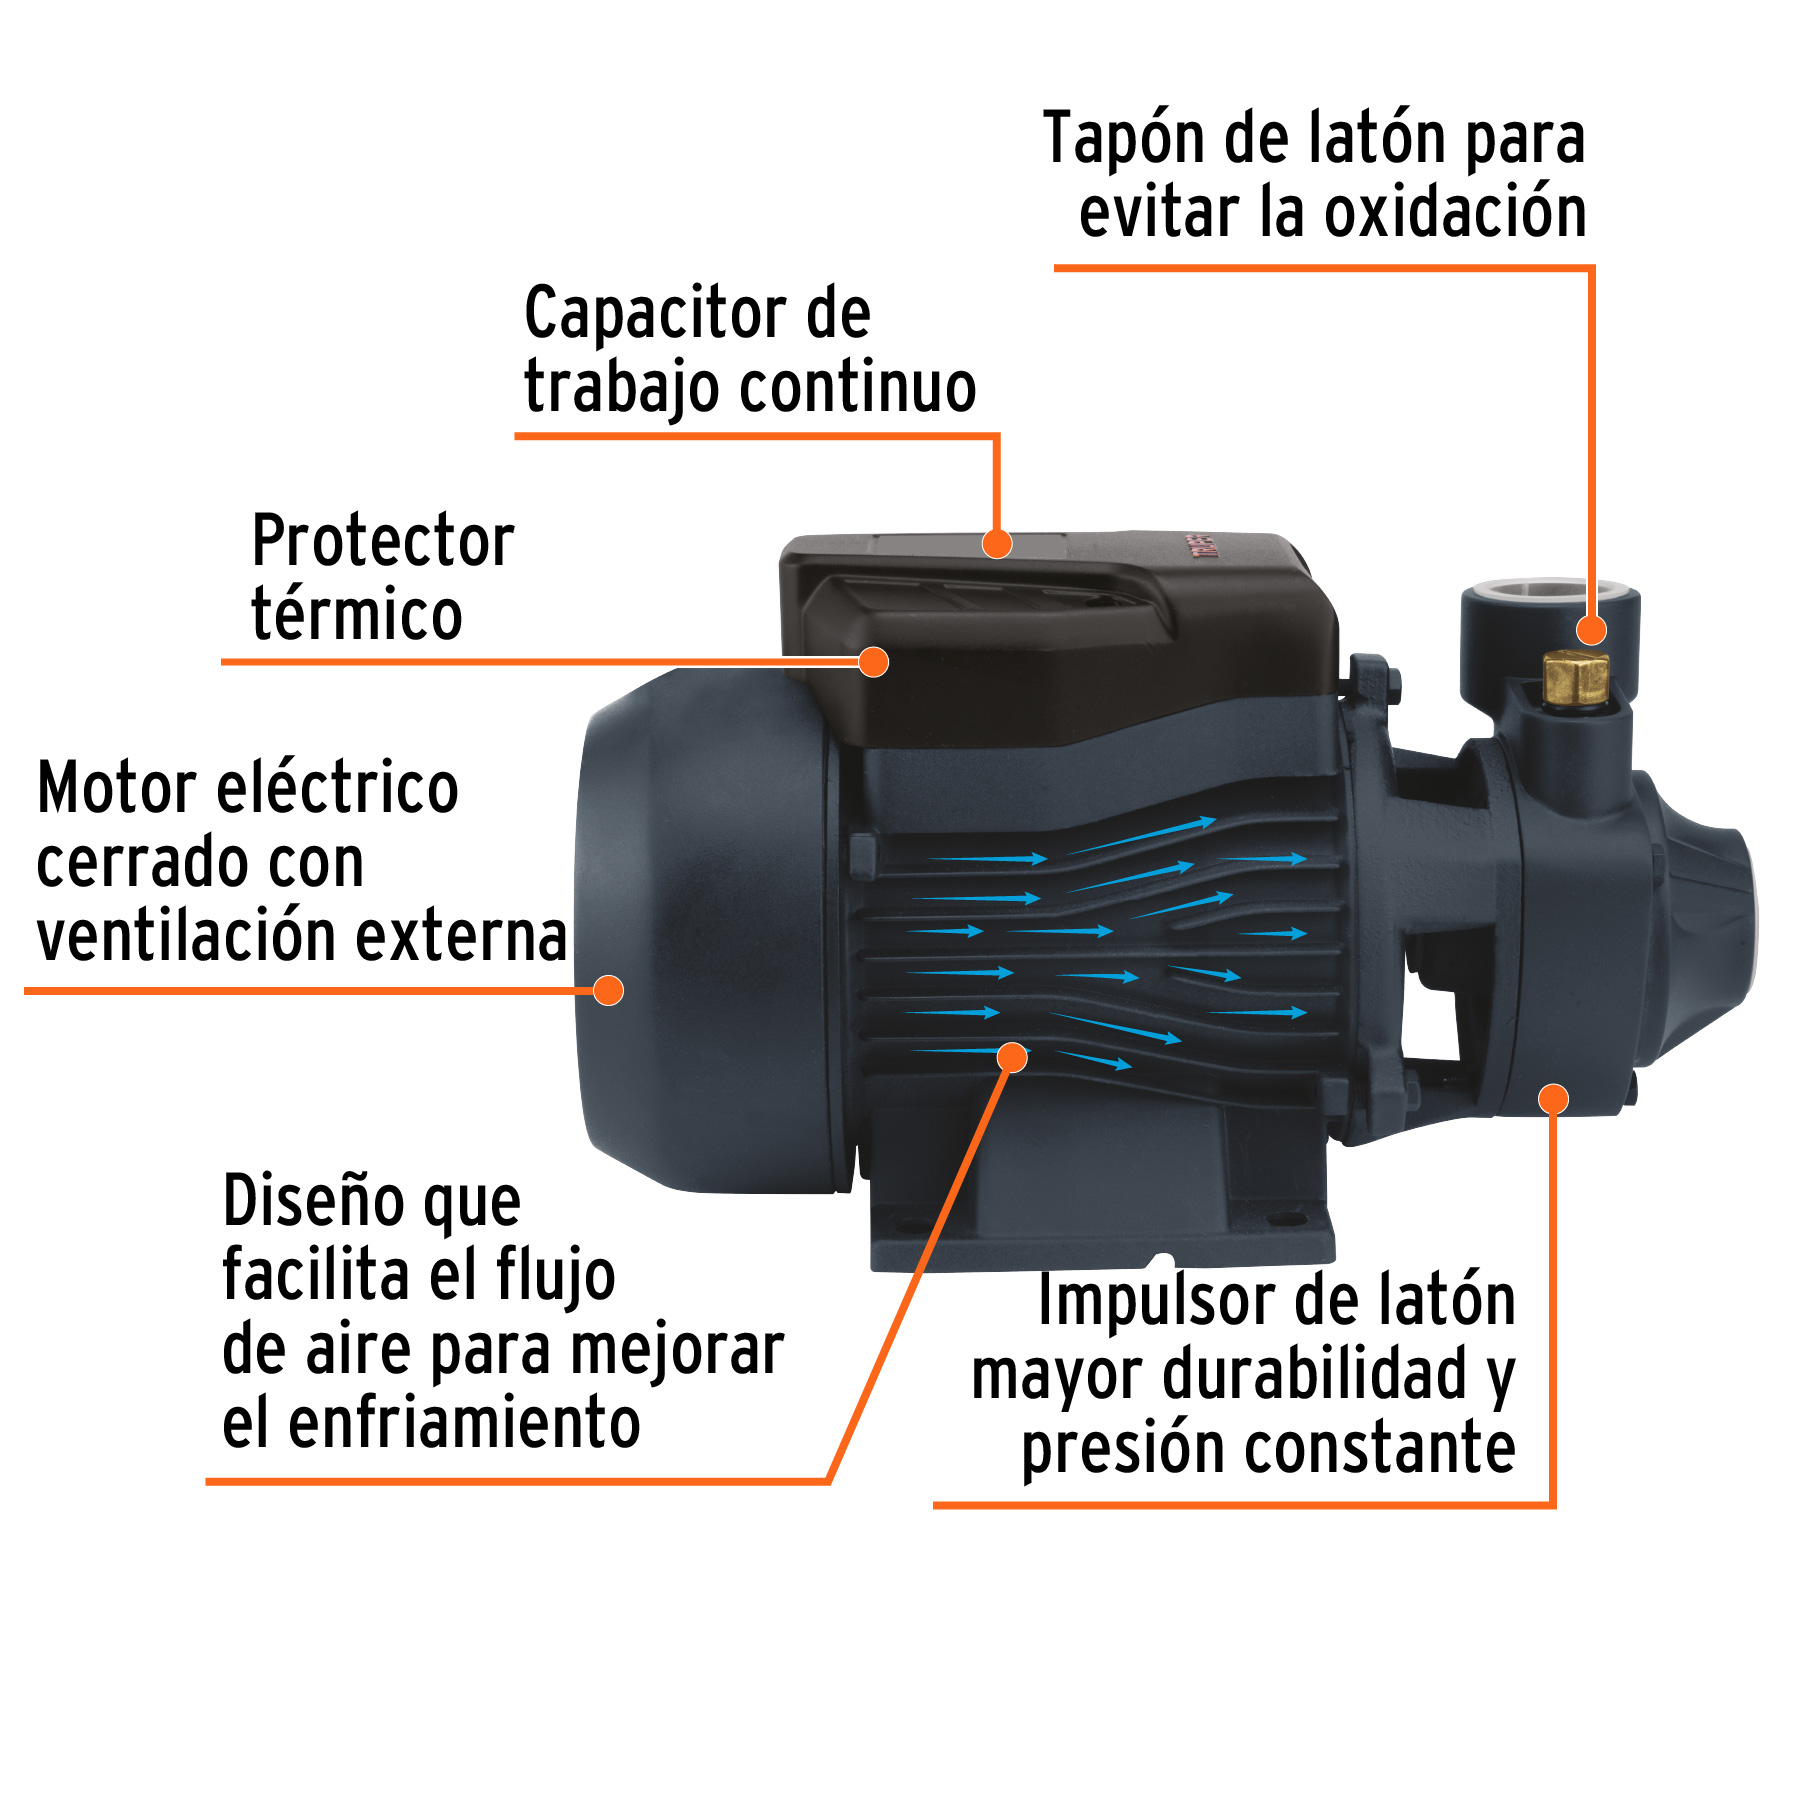 Tapón de latón para
evitar la oxidación
Capacitor de
trabajo continuo
Protector
térmico
Motor eléctrico
cerrado con
ventilación externa
Diseño que
facilita el flujo
de aire para mejorar
el enfriamiento
Impulsor de latón
mayor durabilidad y
presión constante